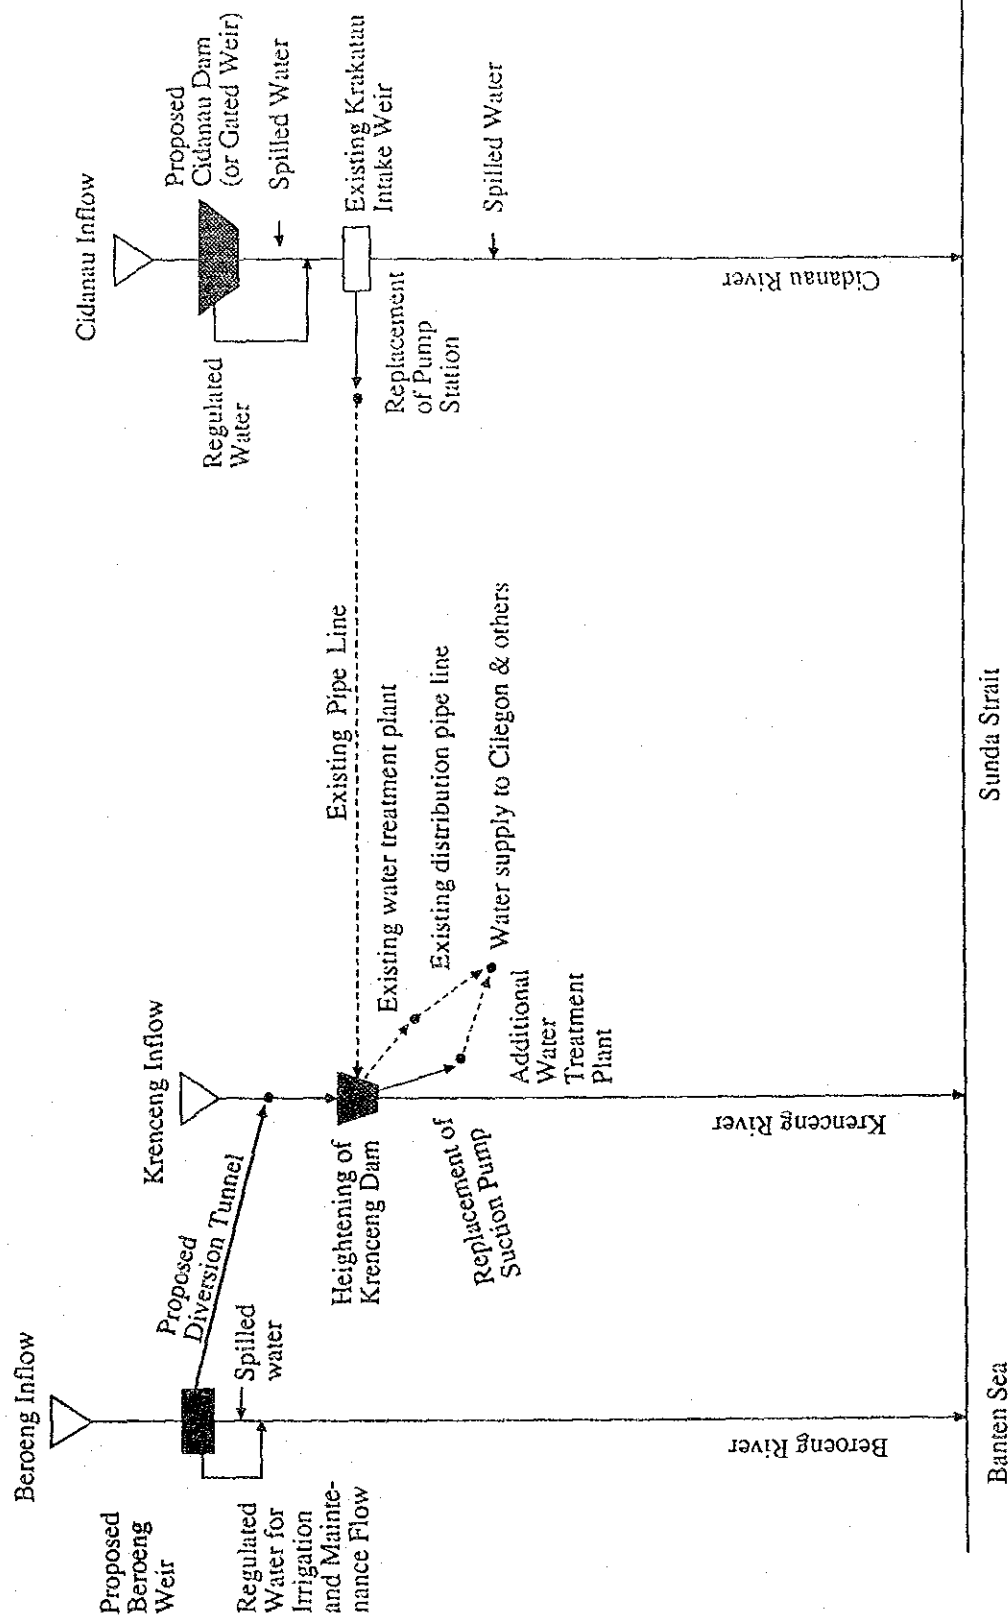 Beroeng Inflow
Proposed
Beroeng
Weir
Regulated
Water for
Irrigation
and Mainte-
nance Flow
Spilled
water
Proposed
Diversion Tunnel
Beroeng River
Banten Sea
Krenceng Inflow
Heightening of
Krenceng Dam
Replacement of
Suction Pump
Krenceng River
Existing Pipe Line
Existing water treatment plant
Existing distribution pipe line
Water supply to Cilegon & others
Additional
Water
Treatment
Plant
Sunda Strait
Cidanau Inflow
Proposed
Cidanau Dam
(or Gated Weir)
Regulated
Water
Spilled Water
Existing Krakatau
Intake Weir
Replacement
of Pump
Station
Spilled Water
Cidanau River